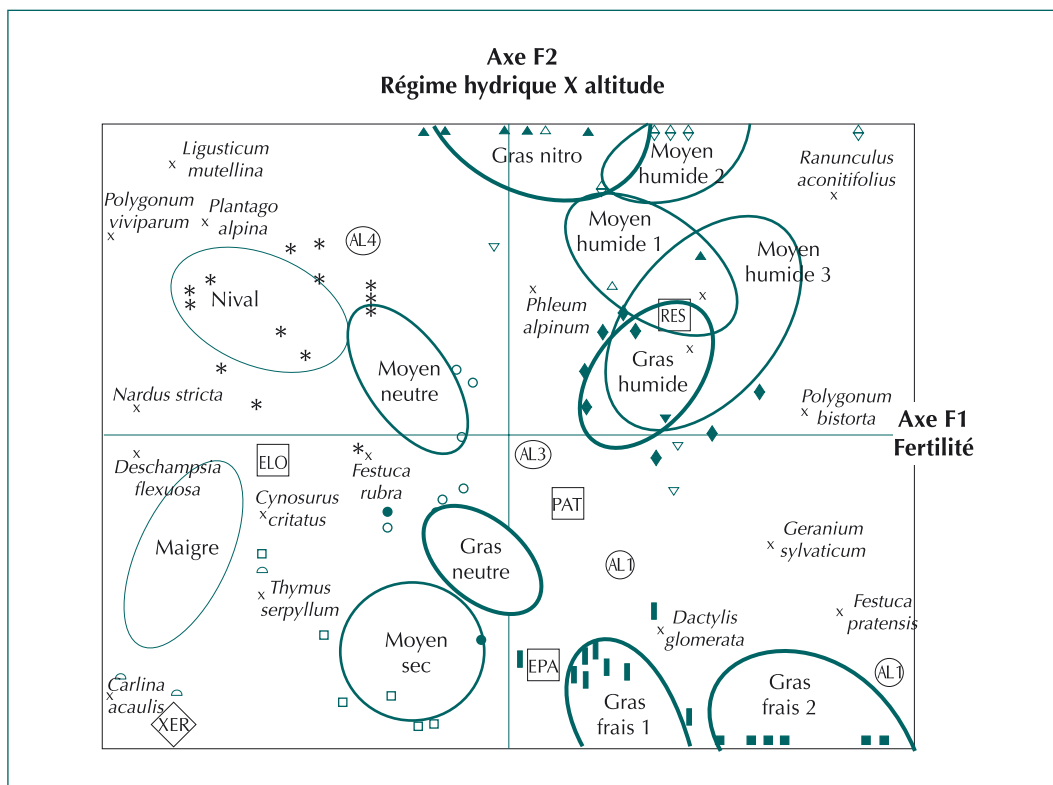 Axe F2
Régime hydrique X altitude
Ligusticum
mutellina
Gras nitro
Moyen
humide 2
Ranunculus
aconitifolius
Polygonum
viviparum
Plantago
alpina
AL4
Moyen
humide 1
Moyen
humide 3
Nival
Phleum
alpinum
RES
Moyen
neutre
Gras
humide
Nardus stricta
Polygonum
bistorta
Axe F1
Fertilité
Deschampsia
flexuosa
ELO
Festuca
rubra
AL3
Cynosurus
critatus
PAT
Maigre
Gras
neutre
Geranium
sylvaticum
AL1
Thymus
serpyllum
Dactylis
glomerata
Festuca
pratensis
Moyen
sec
EPA
Carlina
acaulis
XER
Gras
frais 1
Gras
frais 2
AL1